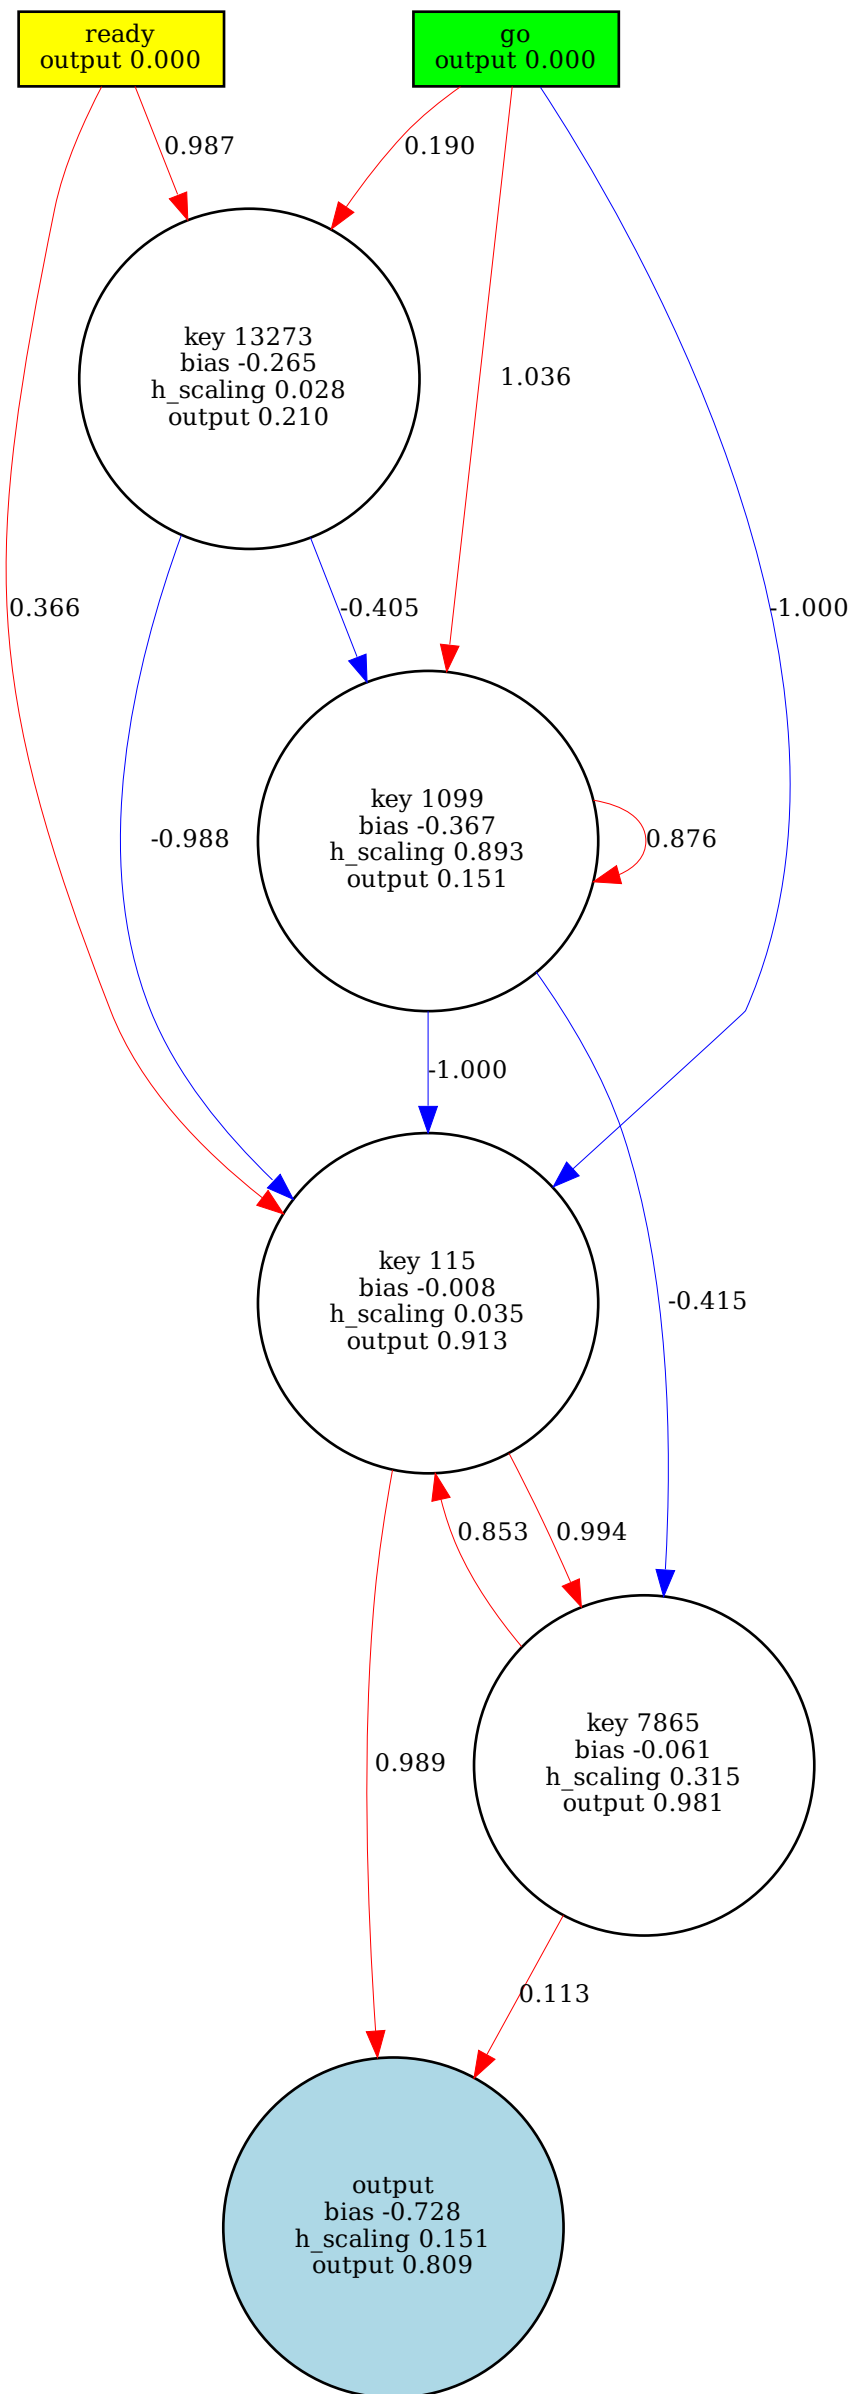 ready
output 0.000
go
output 0.000
0.987
0.190
key 13273
bias -0.265
h_scaling 0.028
output 0.210
1.036
0.366
-0.405
-1.000
key 1099
bias -0.367
h_scaling 0.893
output 0.151
-0.988
0.876
-1.000
key 115
bias -0.008
h_scaling 0.035
output 0.913
-0.415
0.853
0.994
key 7865
bias -0.061
h_scaling 0.315
output 0.981
0.989
0.113
output
bias -0.728
h_scaling 0.151
output 0.809